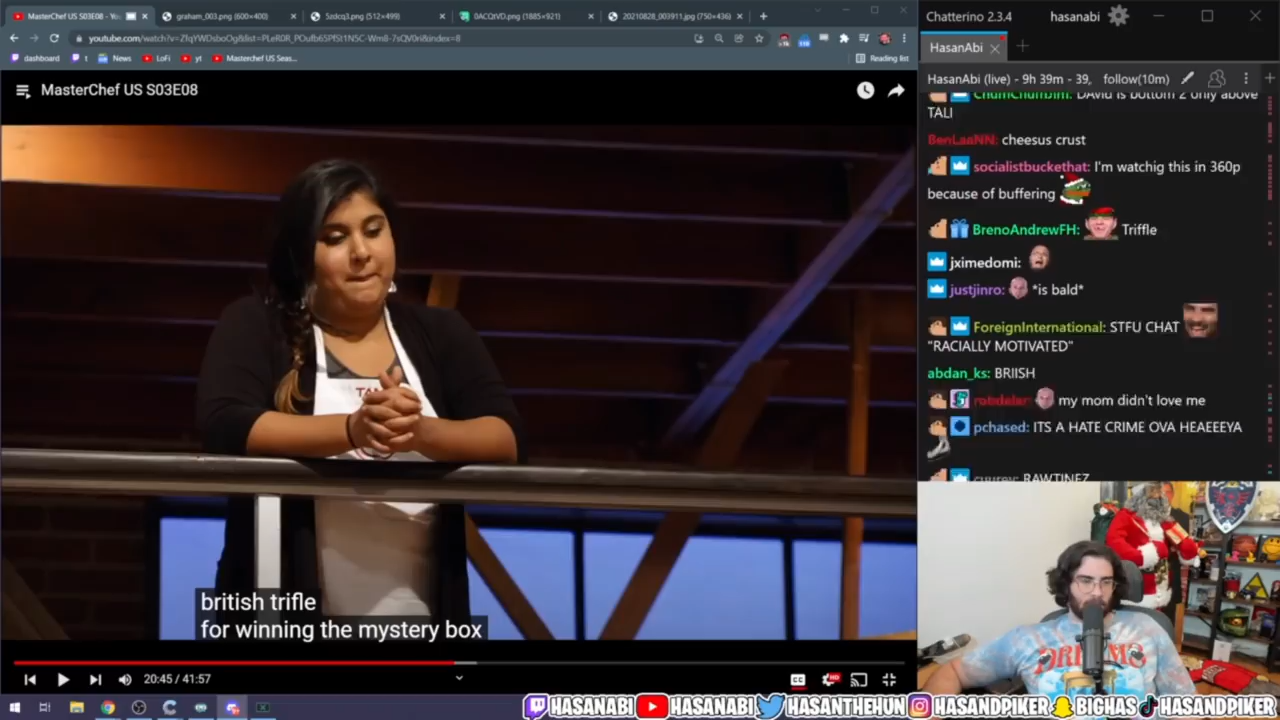 MasterChef US S03E08 - Yo
graham_003.png (600×400)
5zdcq3.png (512×499)
0ACQtVD.png (1885×921)
20210828_003911.jpg (750×436)
Chatterino 2.3.4
hasanabi
dashboard
t
News
LoFi
yt
Masterchef US Seas...
Reading list
HasanAbi
HasanAbi (live) - 9h 39m - 39,
follow(10m)
MasterChef US S03E08
ChumChumbim: DAvid is bottom 2 only above
TALI
BenLaaNN: cheesus crust
socialistbuckethat: I'm watchig this in 360p
because of buffering
BrenoAndrewFH: Triffle
jximedomi:
justjinro: *is bald*
ForeignInternational: STFU CHAT
"RACIALLY MOTIVATED"
abdan_ks: BRIISH
my mom didn't love me
pchased: ITS A HATE CRIME OVA HEAEEEYA
RAWTINEZ
british trifle
for winning the mystery box
20:45 / 41:57
HD
HASANABI
HASANABI
HASANTHEHUN
HASANDPIKER
BIGHAS
HASANDPIKER